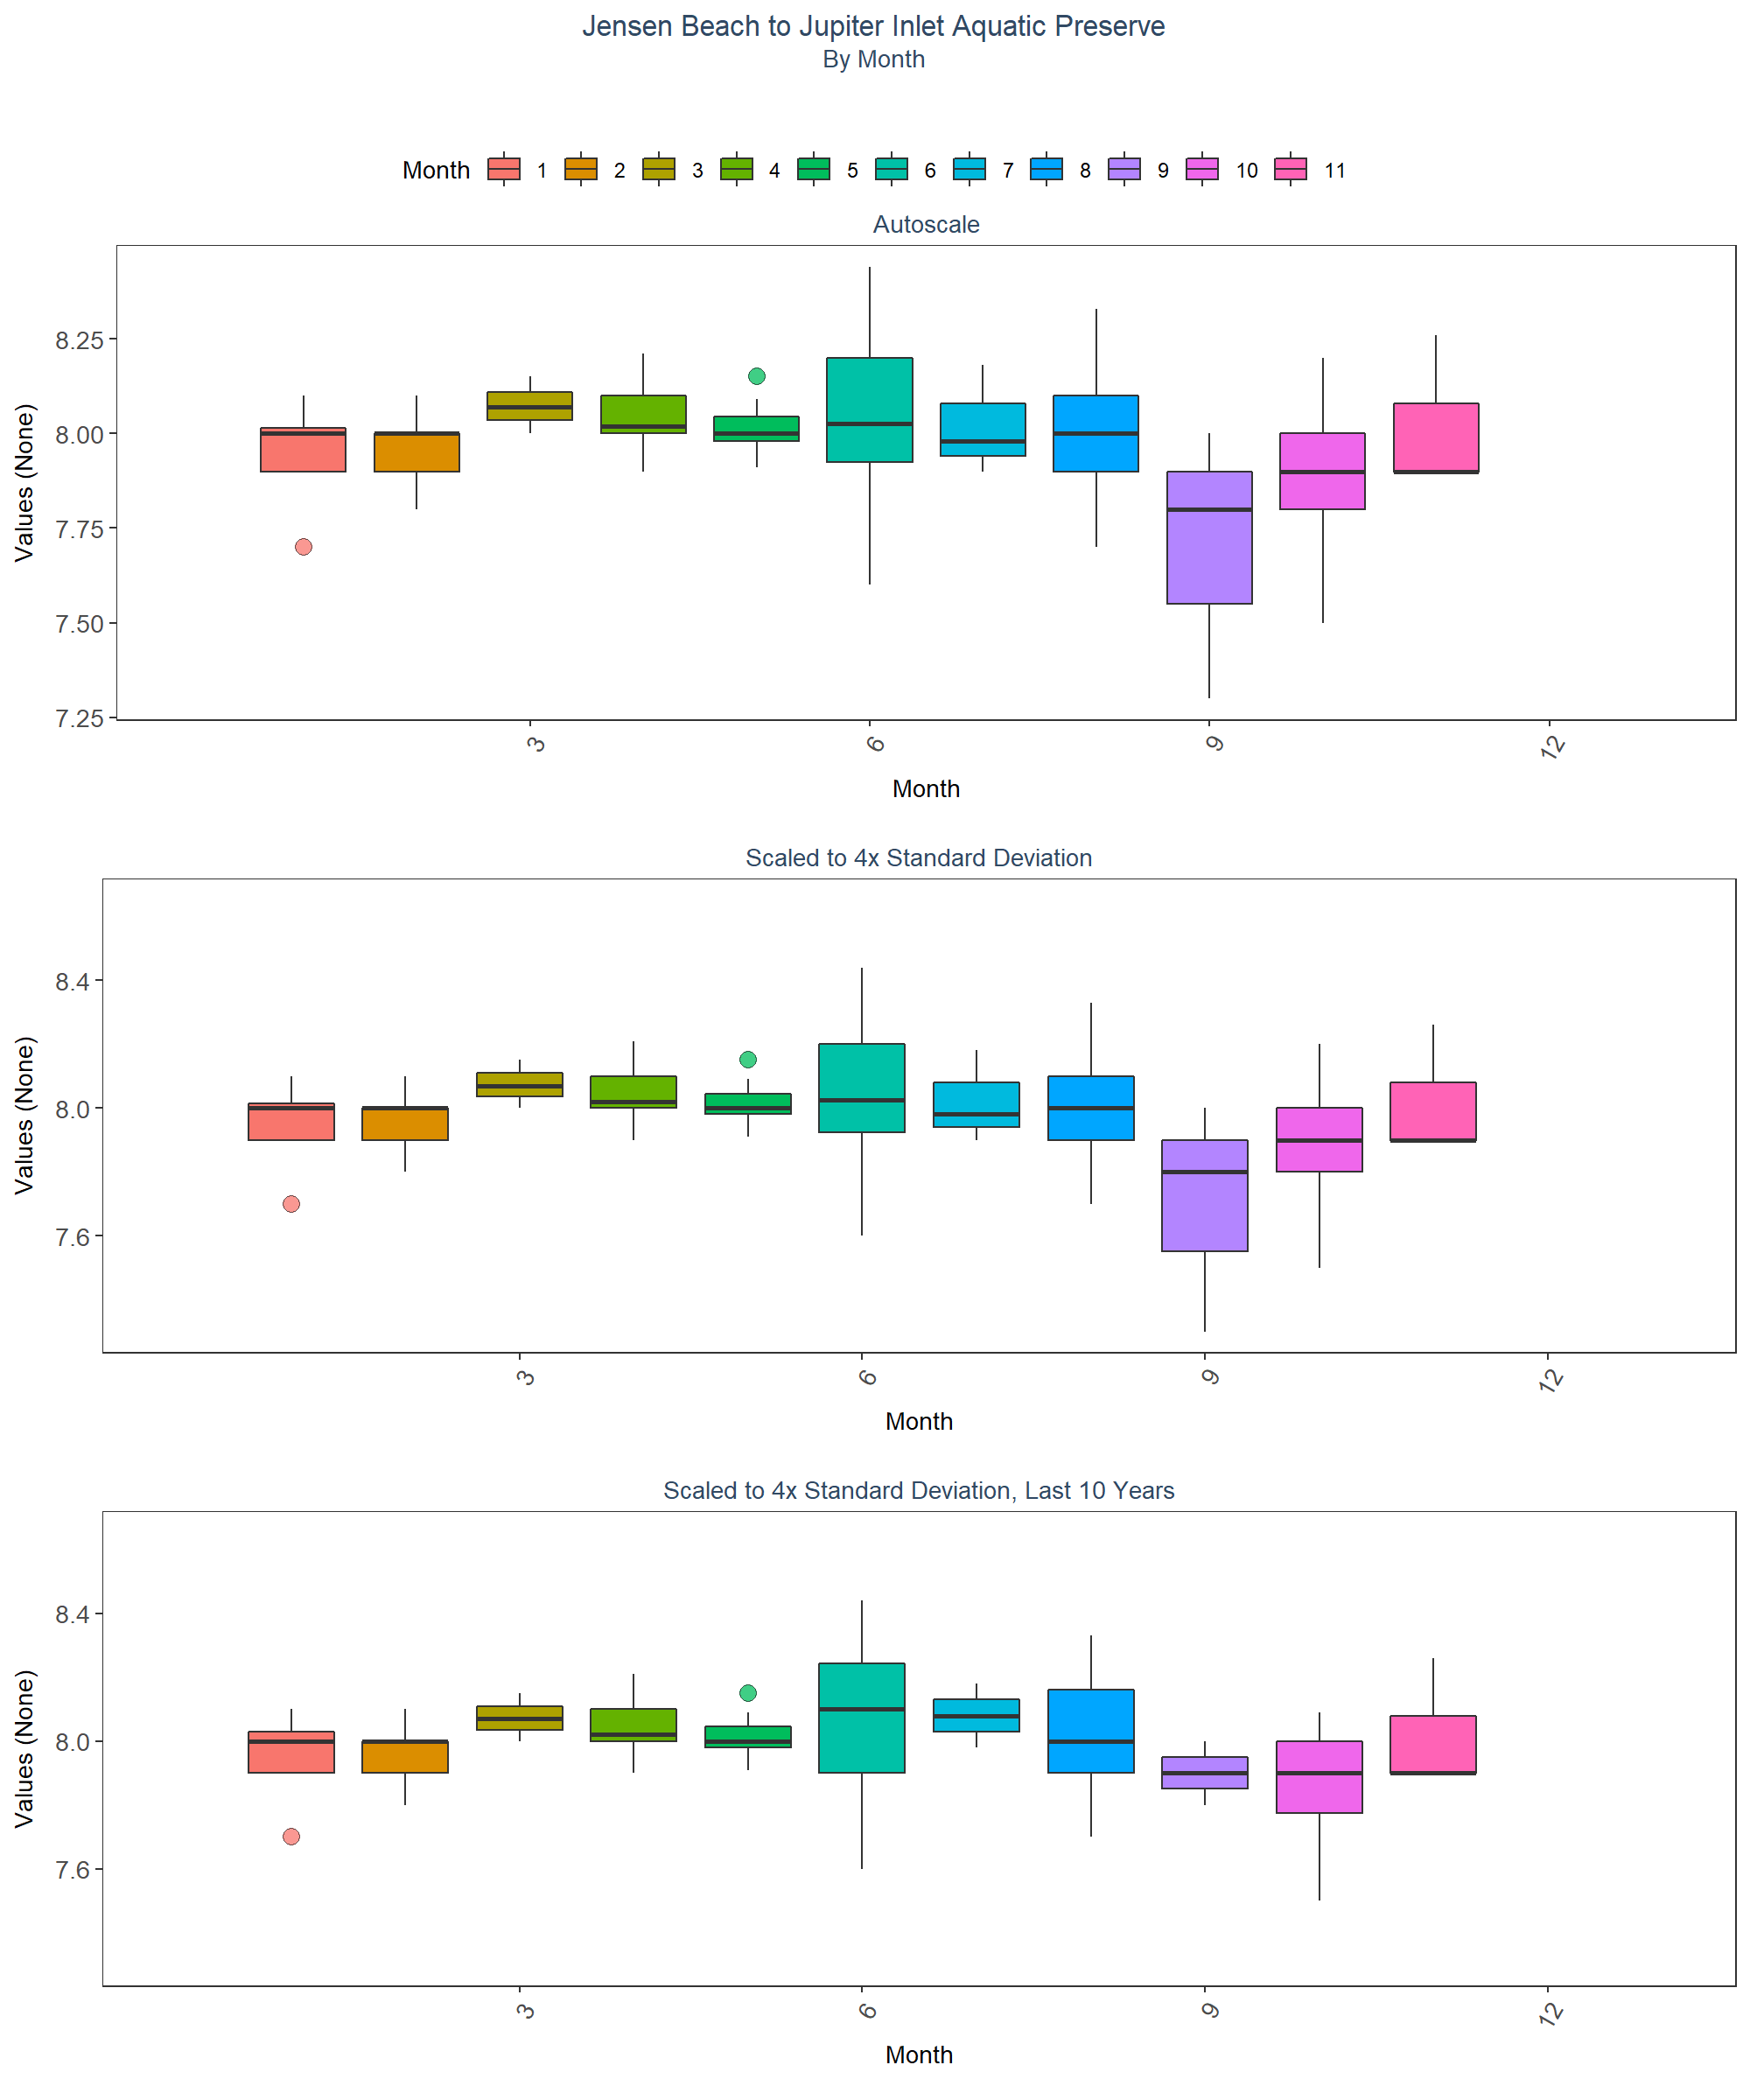 Jensen Beach to Jupiter Inlet Aquatic Preserve
By Month
Month 1 2 3 4 5 6 7 8 9 10 11
Autoscale
Values (None)
8.25
8.00
7.75
7.50
7.25
3 6 9 12
Month
Scaled to 4x Standard Deviation
Values (None)
8.4
8.0
7.6
3 6 9 12
Month
Scaled to 4x Standard Deviation, Last 10 Years
Values (None)
8.4
8.0
7.6
3 6 9 12
Month